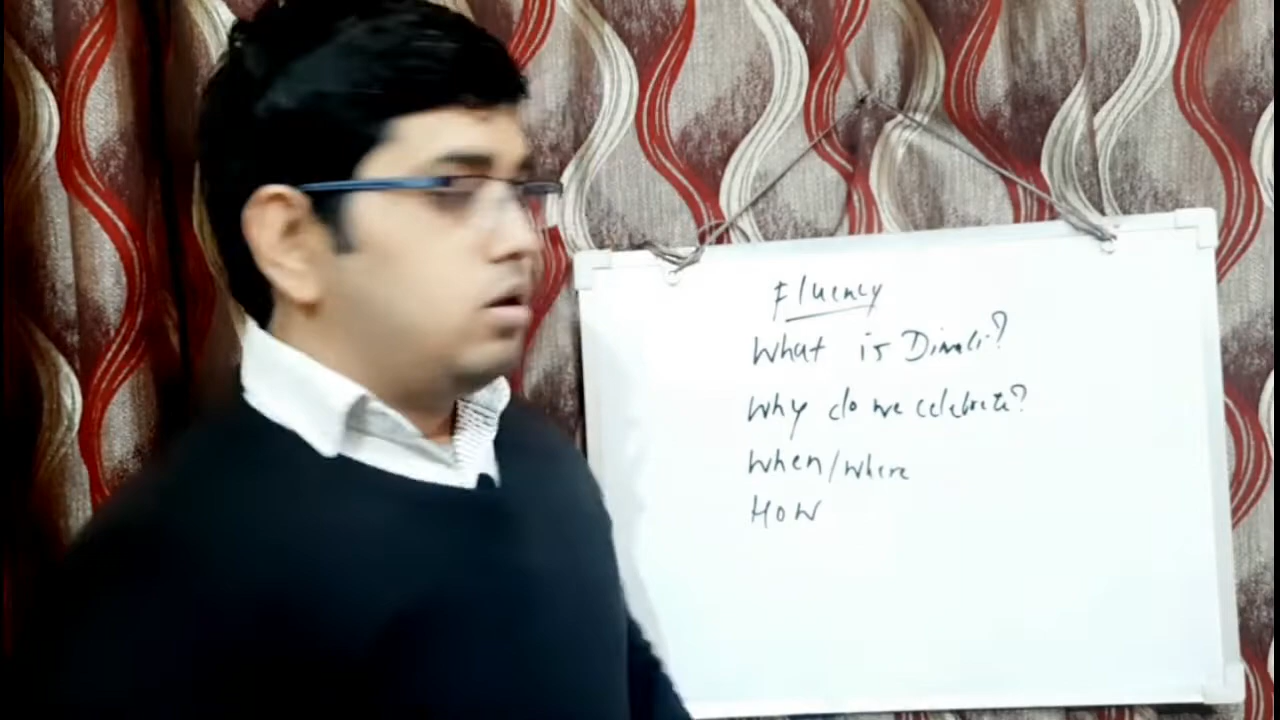 Fluency
What is Diwali?
Why do we celebrate?
When/Where
HOW